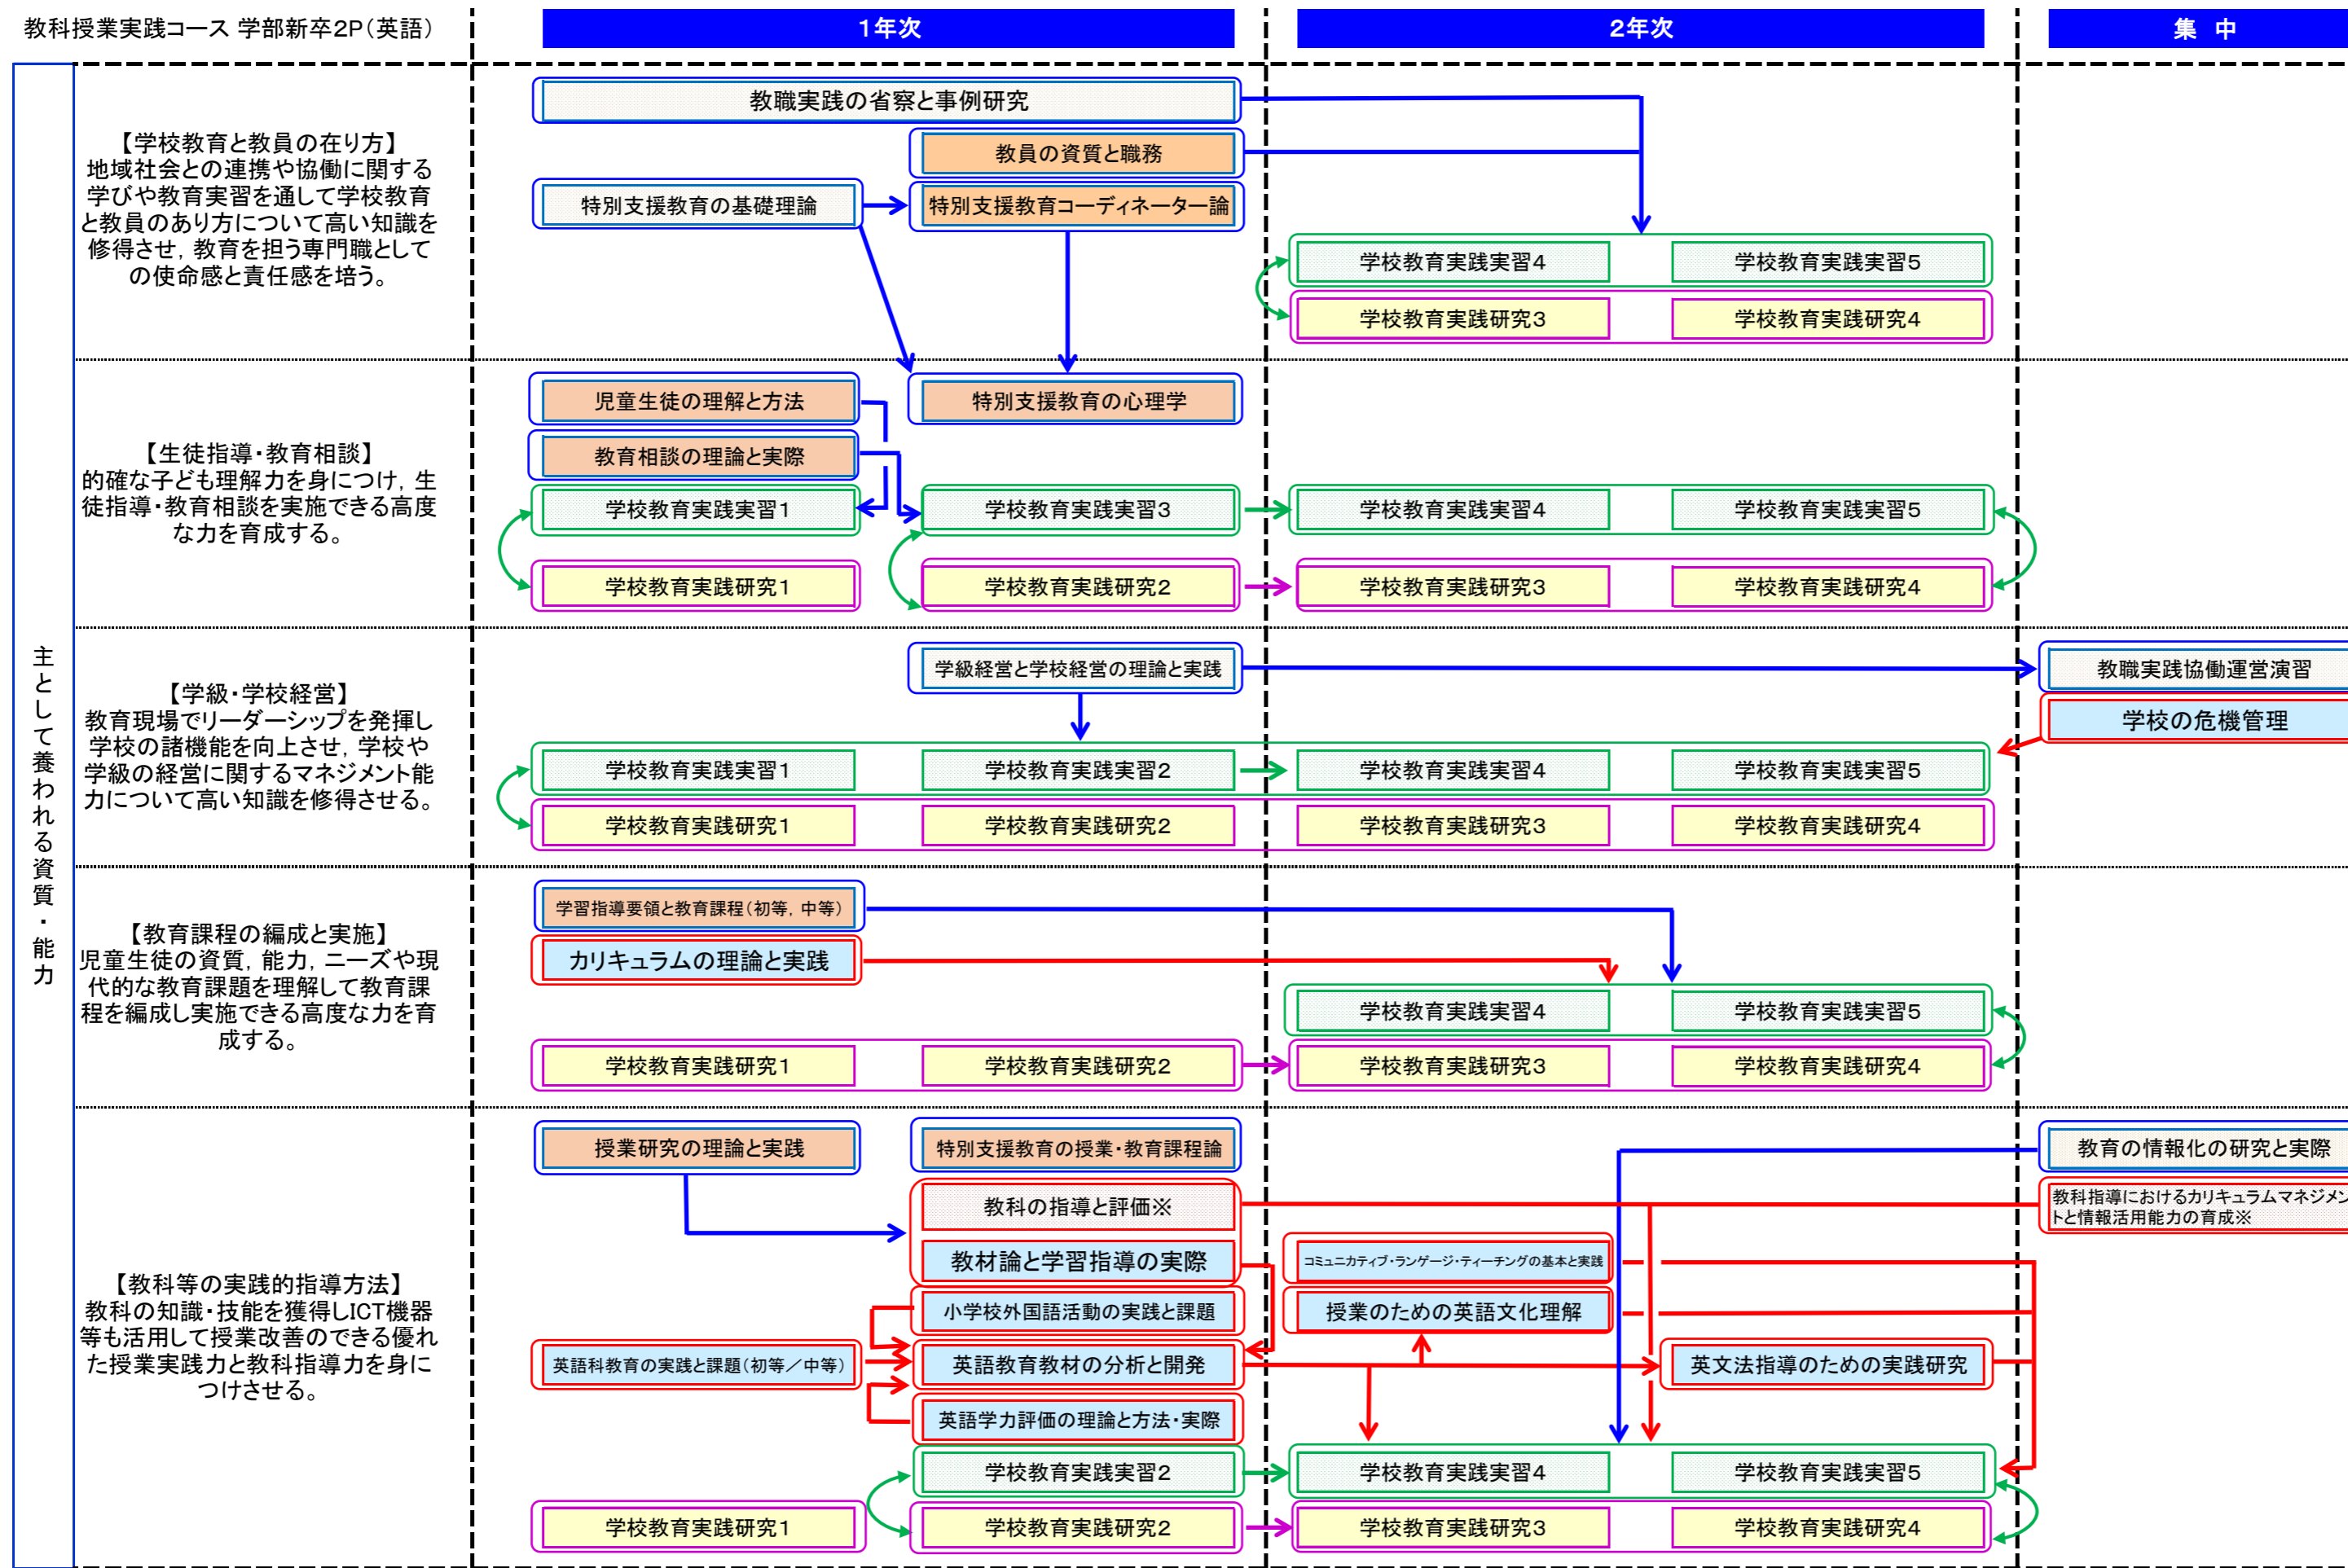 教科授業実践コース 学部新卒2P(英語)
1年次
2年次
集 中
主として養われる資質・能力
【学校教育と教員の在り方】
地域社会との連携や協働に関する
学びや教育実習を通して学校教育
と教員のあり方について高い知識を
修得させ，教育を担う専門職として
の使命感と責任感を培う。
教職実践の省察と事例研究
教員の資質と職務
特別支援教育の基礎理論
特別支援教育コーディネーター論
学校教育実践実習4
学校教育実践実習5
学校教育実践研究3
学校教育実践研究4
【生徒指導・教育相談】
的確な子ども理解力を身につけ，生
徒指導・教育相談を実施できる高度
な力を育成する。
児童生徒の理解と方法
特別支援教育の心理学
教育相談の理論と実際
学校教育実践実習1
学校教育実践実習3
学校教育実践実習4
学校教育実践実習5
学校教育実践研究1
学校教育実践研究2
学校教育実践研究3
学校教育実践研究4
【学級・学校経営】
教育現場でリーダーシップを発揮し
学校の諸機能を向上させ，学校や
学級の経営に関するマネジメント能
力について高い知識を修得させる。
学級経営と学校経営の理論と実践
教職実践協働運営演習
学校の危機管理
学校教育実践実習1
学校教育実践実習2
学校教育実践実習4
学校教育実践実習5
学校教育実践研究1
学校教育実践研究2
学校教育実践研究3
学校教育実践研究4
【教育課程の編成と実施】
児童生徒の資質，能力，ニーズや現
代的な教育課題を理解して教育課
程を編成し実施できる高度な力を育
成する。
学習指導要領と教育課程(初等，中等)
カリキュラムの理論と実践
学校教育実践実習4
学校教育実践実習5
学校教育実践研究1
学校教育実践研究2
学校教育実践研究3
学校教育実践研究4
【教科等の実践的指導方法】
教科の知識・技能を獲得しICT機器
等も活用して授業改善のできる優れ
た授業実践力と教科指導力を身に
つけさせる。
授業研究の理論と実践
特別支援教育の授業・教育課程論
教育の情報化の研究と実際
教科の指導と評価※
教科指導におけるカリキュラムマネジメン
トと情報活用能力の育成※
教材論と学習指導の実際
コミュニカティブ・ランゲージ・ティーチングの基本と実践
小学校外国語活動の実践と課題
授業のための英語文化理解
英語科教育の実践と課題(初等／中等)
英語教育教材の分析と開発
英文法指導のための実践研究
英語学力評価の理論と方法・実際
学校教育実践実習2
学校教育実践実習4
学校教育実践実習5
学校教育実践研究1
学校教育実践研究2
学校教育実践研究3
学校教育実践研究4